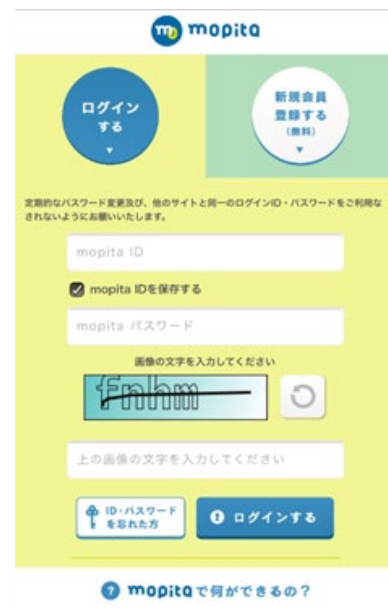 mopita
ログイン
する
新規会員
登録する
(無料)
定期的なパスワード変更及び、他のサイトと同一のログインID・パスワードをご利用な
されないようにお願いいたします。
mopita ID
mopita IDを保存する
mopita パスワード
画像の文字を入力してください
fnhm
上の画像の文字を入力してください
ID・パスワード
を忘れた方
ログインする
mopitaで何ができるの？